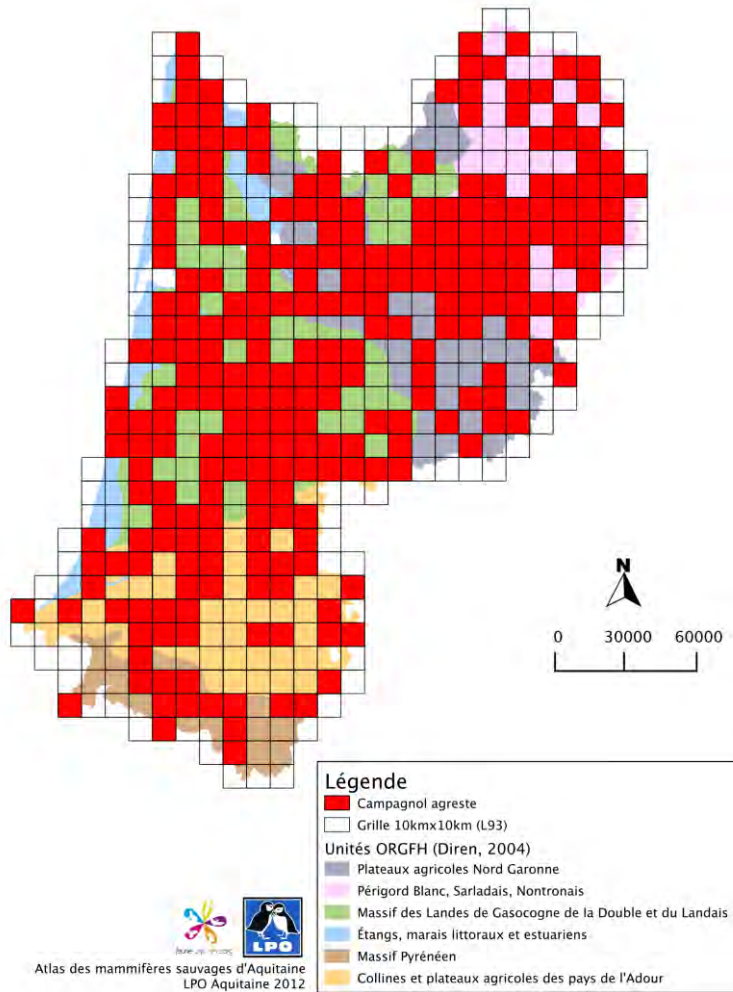 N
0 30000 60000
Légende
Campagnol agreste
Grille 10kmx10km (L93)
Unités ORGFH (Diren, 2004)
Plateaux agricoles Nord Garonne
Périgord Blanc, Sarladais, Nontronais
Massif des Landes de Gasocogne de la Double et du Landais
Étangs, marais littoraux et estuariens
Massif Pyrénéen
Collines et plateaux agricoles des pays de l'Adour
LPO
Atlas des mammifères sauvages d'Aquitaine
LPO Aquitaine 2012